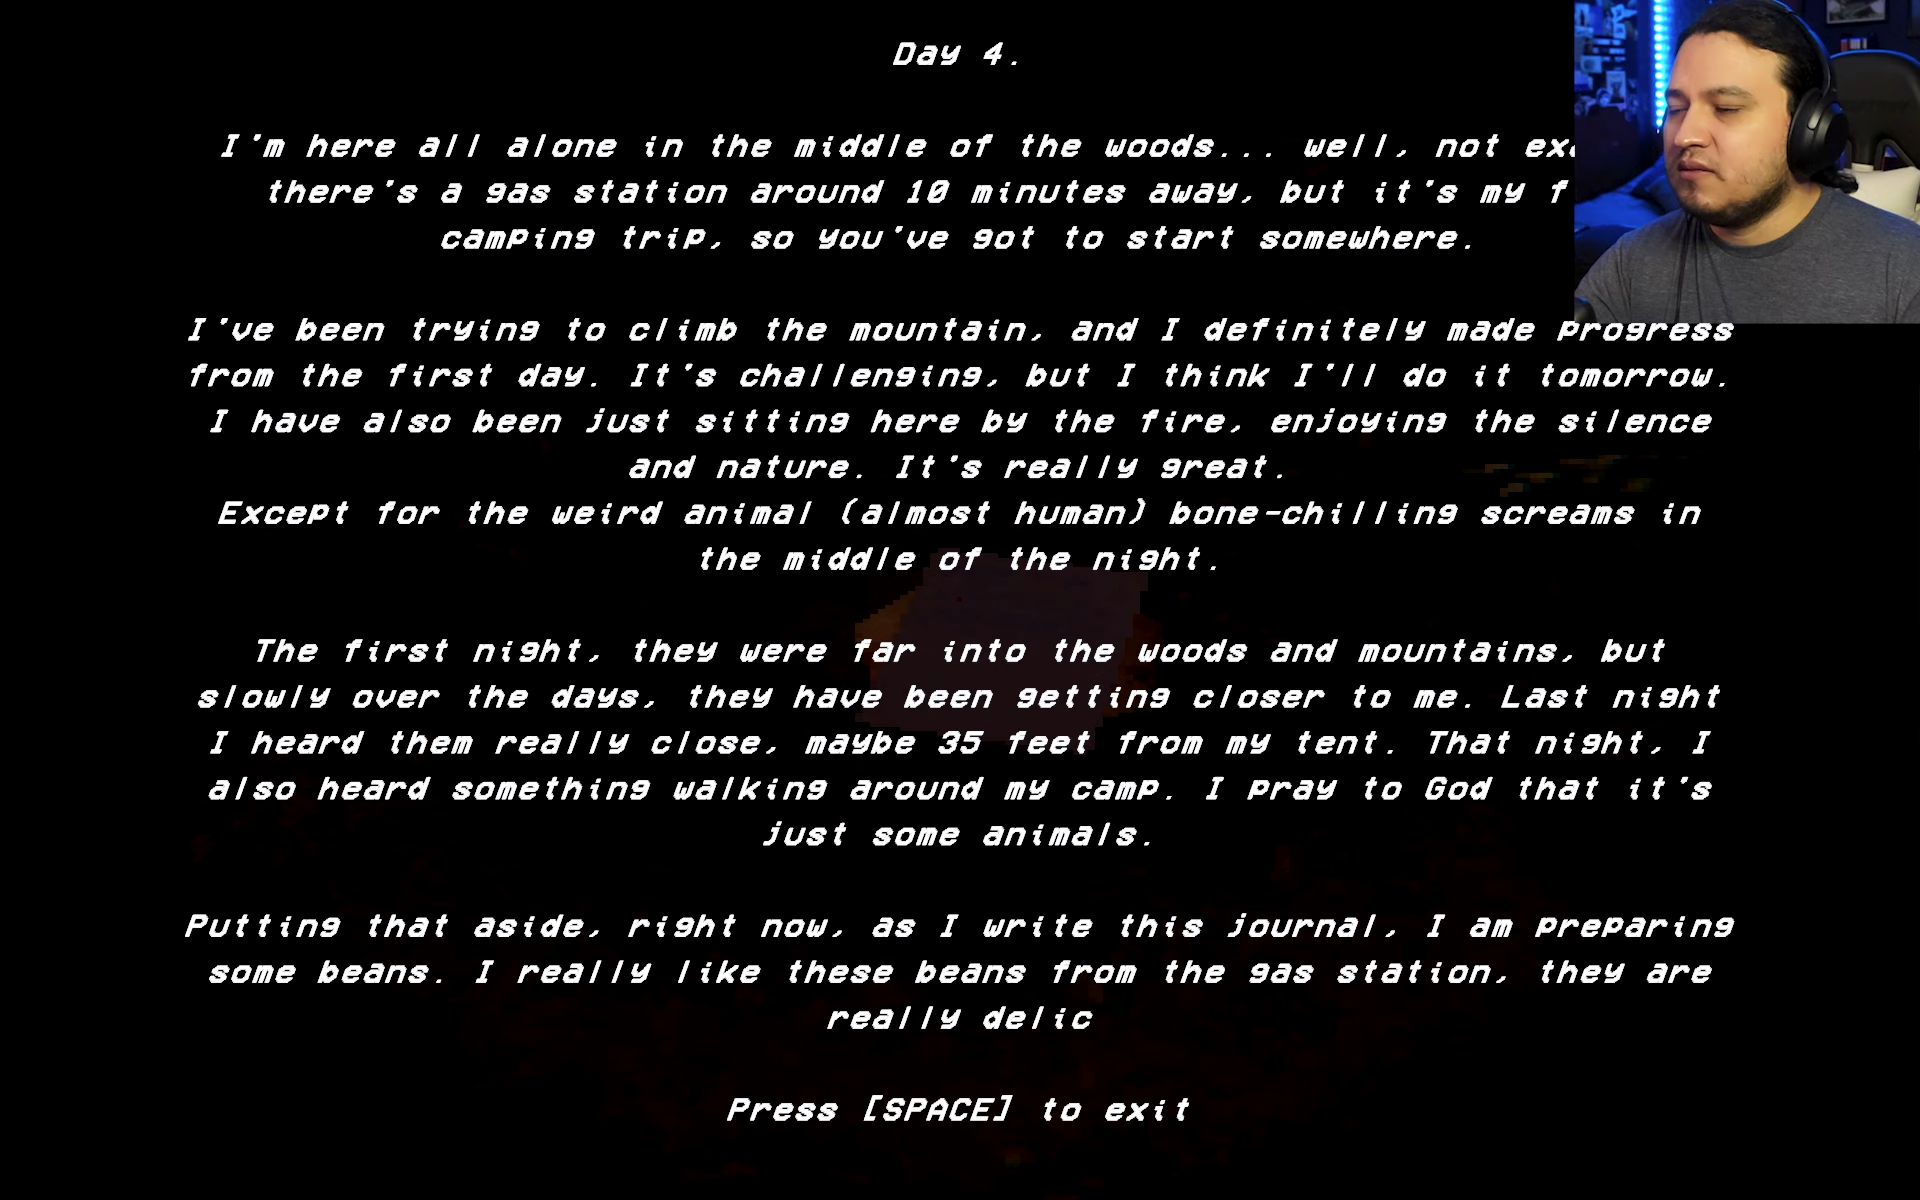 Day 4.
I'm here all alone in the middle of the woods... well, not
there's a gas station around 10 minutes away, but it's my
camping trip, so you've got to start somewhere.
I've been trying to climb the mountain, and I definitely made progress
from the first day. It's challenging, but I think I'll do it tomorrow.
I have also been just sitting here by the fire, enjoying the silence
and nature. It's really great.
Except for the weird animal (almost human) bone-chilling screams in
the middle of the night.
The first night, they were far into the woods and mountains, but
slowly over the days, they have been getting closer to me. Last night
I heard them really close, maybe 35 feet from my tent. That night, I
also heard something walking around my camp. I pray to God that it's
just some animals.
Putting that aside, right now, as I write this journal, I am preparing
some beans. I really like these beans from the gas station, they are
really delic
Press [SPACE] to exit